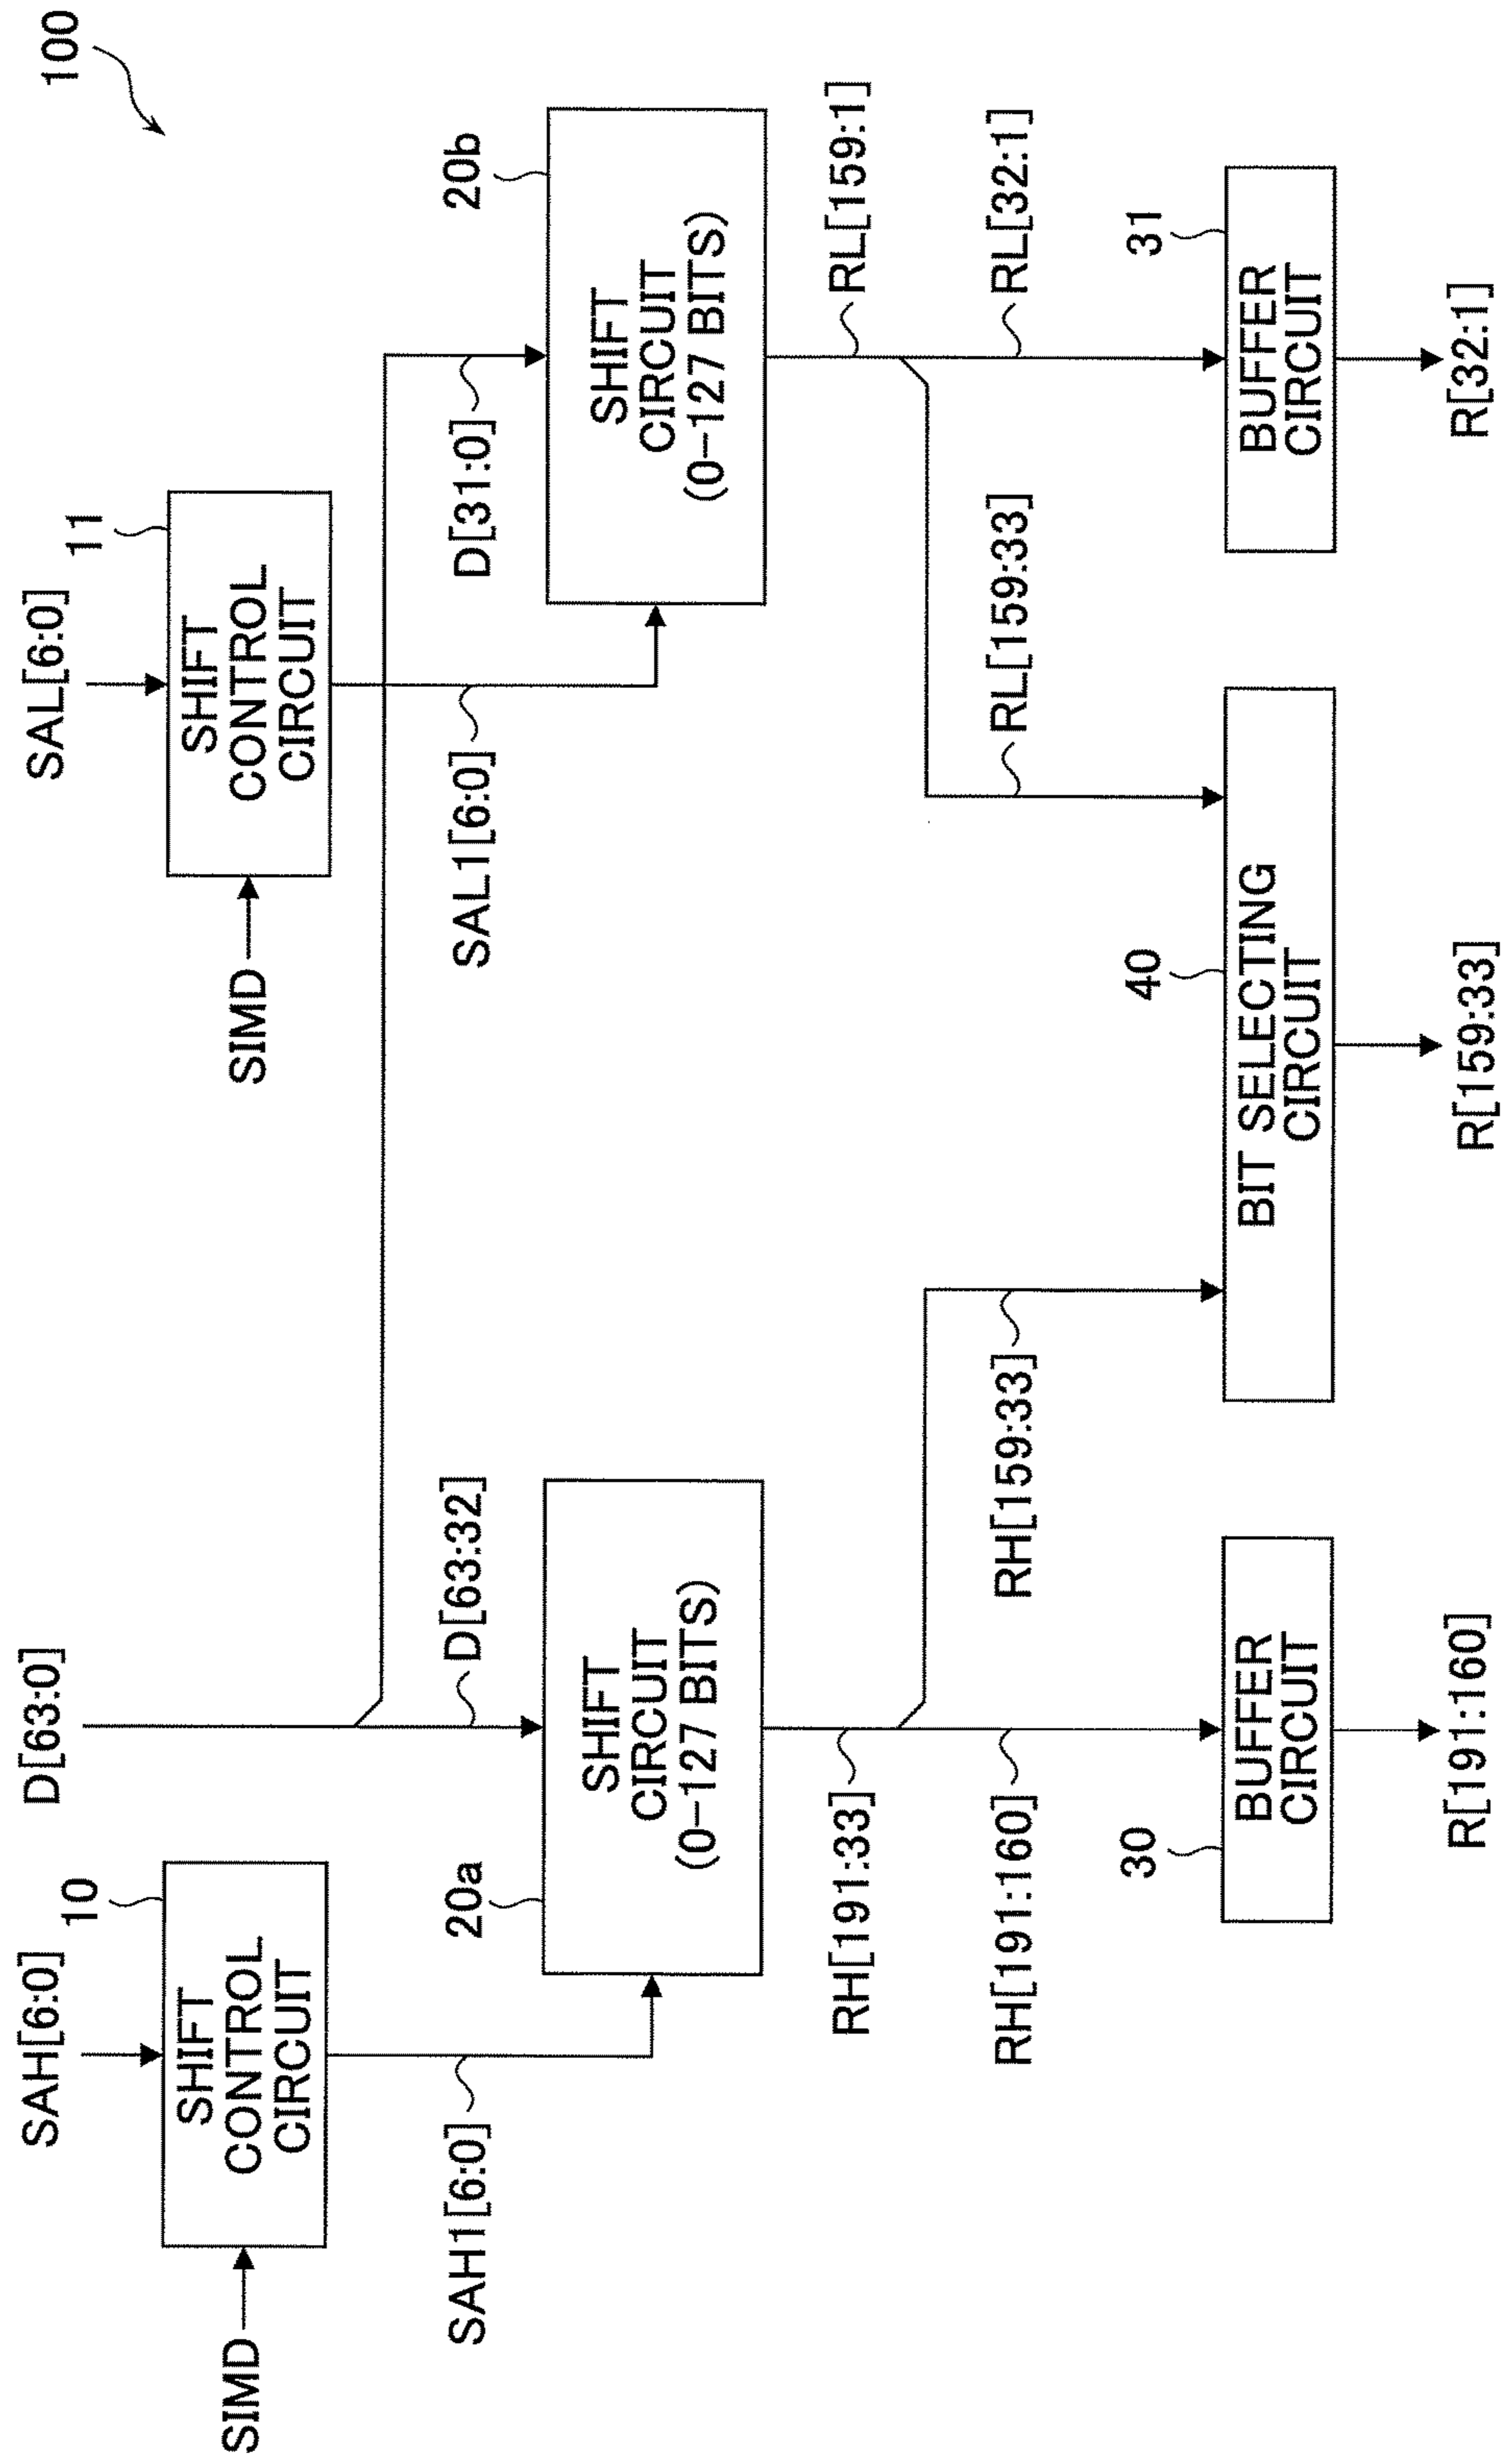 100
SAL[6:0]
11
SHIFT
CONTROL
CIRCUIT
SIMD
SAL1[6:0]
D[31:0]
20b
SHIFT
CIRCUIT
(0-127 BITS)
RL[159:1]
RL[32:1]
RL[159:33]
31
BUFFER
CIRCUIT
R[32:1]
D[63:0]
SAH[6:0]
10
SHIFT
CONTROL
CIRCUIT
SIMD
SAH1[6:0]
D[63:32]
20a
SHIFT
CIRCUIT
(0-127 BITS)
RH[191:33]
RH[191:160]
RH[159:33]
30
BUFFER
CIRCUIT
R[191:160]
40
BIT SELECTING
CIRCUIT
R[159:33]